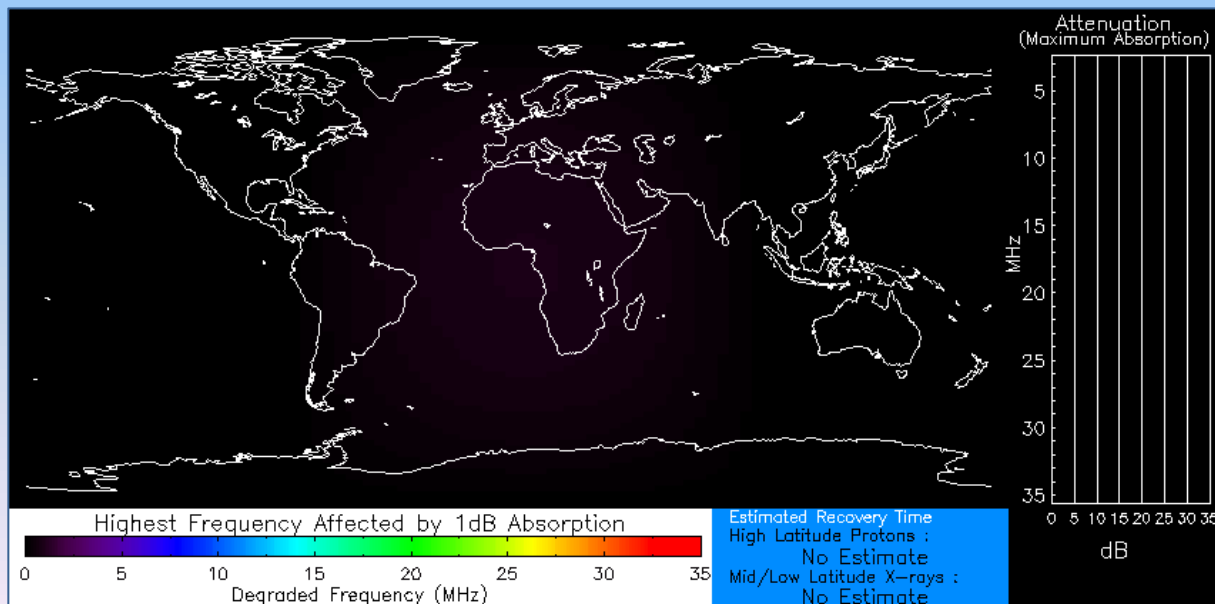 Attenuation
(Maximum Absorption)
5
10
15
20
25
30
35
MHz
0 5 10 15 20 25 30 35
dB
Highest Frequency Affected by 1dB Absorption
0 5 10 15 20 25 30 35
Degraded Frequency (MHz)
Estimated Recovery Time
High Latitude Protons :
No Estimate
Mid/Low Latitude X-rays :
No Estimate